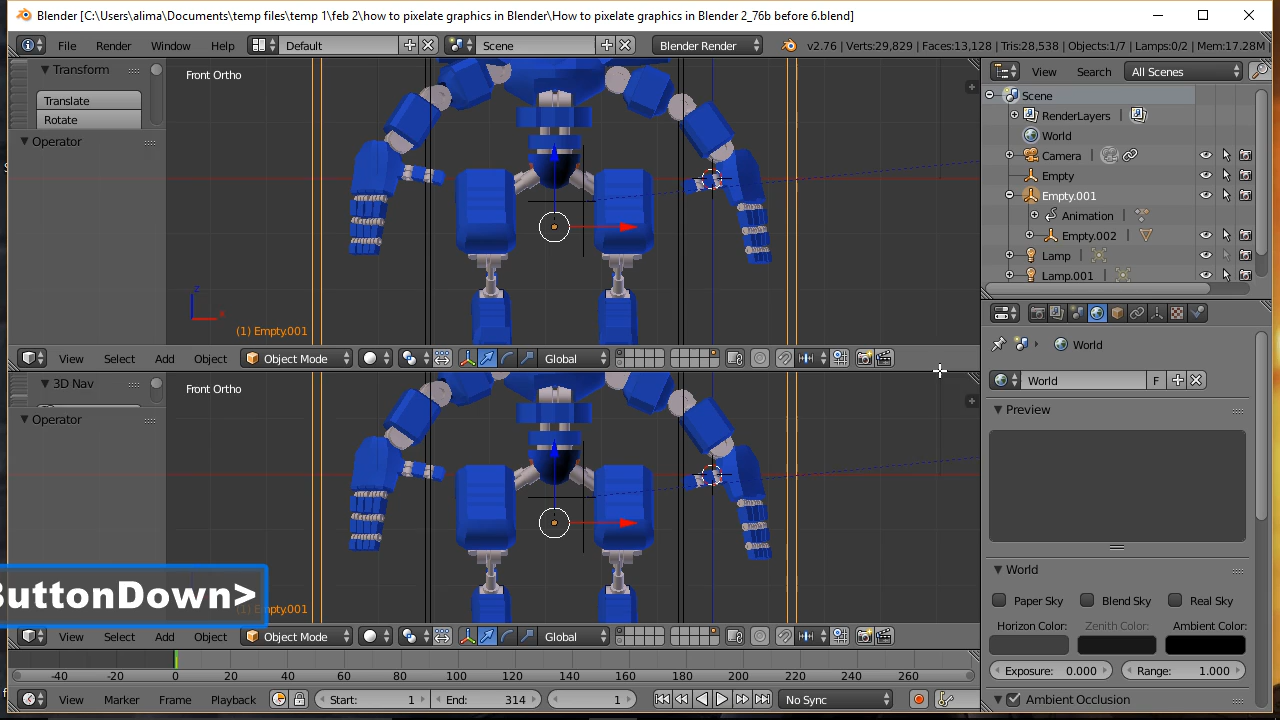 Blender [C:\Users\alima\Documents\temp files\temp 1\feb 2\how to pixelate graphics in Blender\How to pixelate graphics in Blender 2_76b before 6.blend]
File Render Window Help Default Scene Blender Render v2.76 | Verts:29,829 | Faces:13,128 | Tris:28,538 | Objects:1/7 | Lamps:0/2 | Mem:17.28M
Transform
Translate
Rotate
Operator
Front Ortho
z
x
(1) Empty.001
View Select Add Object Object Mode Global
3D Nav
Operator
Front Ortho
ButtonDown>
(1) Empty.001
View Select Add Object Object Mode Global
-40 -20 0 20 40 60 80 100 120 140 160 180 200 220 240 260
View Marker Frame Playback Start: 1 End: 314 1 No Sync
View Search All Scenes
Scene
RenderLayers
World
Camera
Empty
Empty.001
Animation
Empty.002
Lamp
Lamp.001
World
World F
Preview
World
Paper Sky Blend Sky Real Sky
Horizon Color: Zenith Color: Ambient Color:
Exposure: 0.000 Range: 1.000
Ambient Occlusion